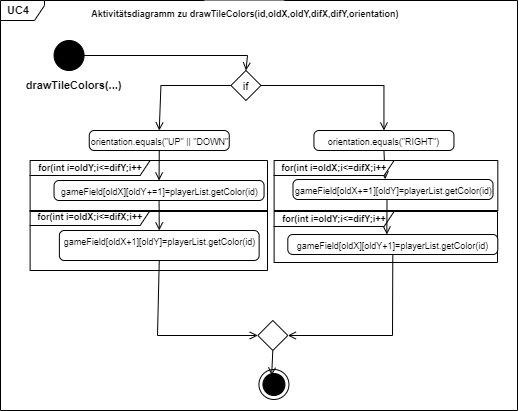 UC4
Aktivitätsdiagramm zu drawTileColors(id,oldX,oldY,difX,difY,orientation)
drawTileColors(...)
if
orientation.equals("UP" || "DOWN"
orientation.equals("RIGHT")
for(int i=oldY;i<=difY;i++
gameField[oldX][oldY+=1]=playerList.getColor(id)
for(int i=oldX;i<=difX;i++
gameField[oldX+1][oldY]=playerList.getColor(id)
for(int i=oldX;i<=difX;i++
gameField[oldX+=1][oldY]=playerList.getColor(id)
for(int i=oldY;i<=difY;i++
gameField[oldX][oldY+1]=playerList.getColor(id)